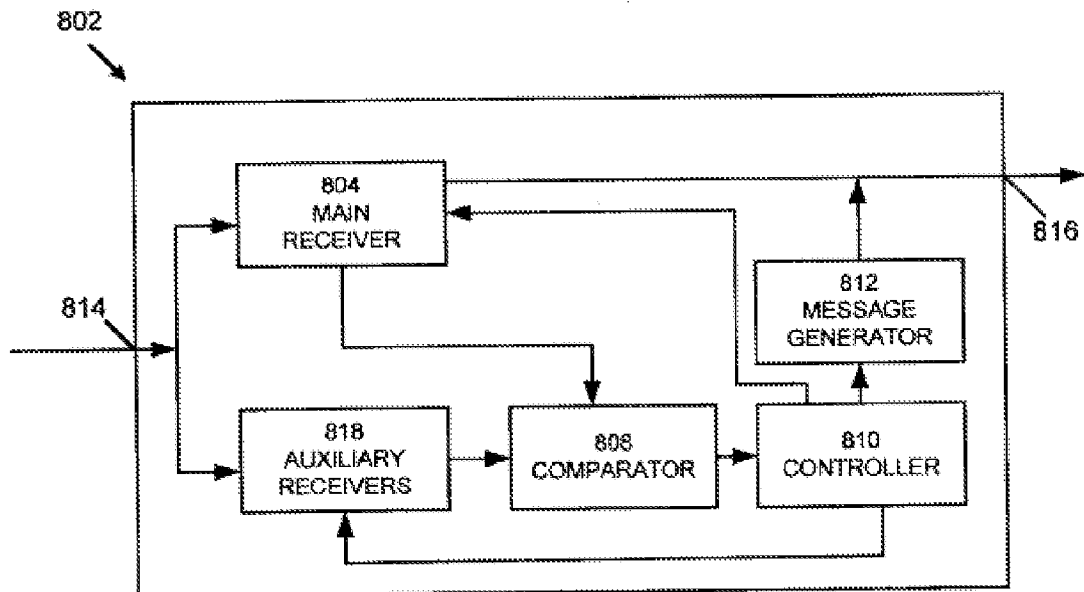 802
804
MAIN
RECEIVER
816
812
MESSAGE
GENERATOR
814
818
AUXILIARY
RECEIVERS
808
COMPARATOR
810
CONTROLLER